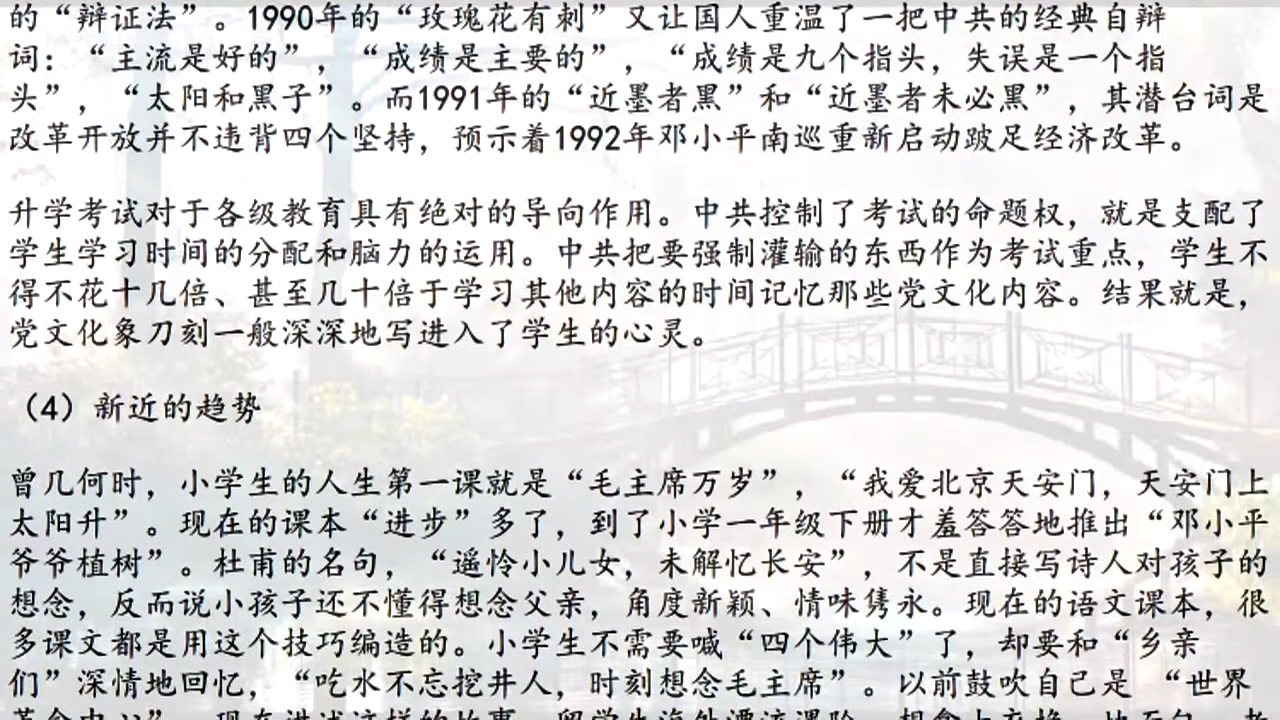 的“辩证法”。1990年的“玫瑰花有刺”又让国人重温了一把中共的经典自辩
词：“主流是好的”，“成绩是主要的”，“成绩是九个指头，失误是一个指
头”，“太阳和黑子”。而1991年的“近墨者黑”和“近墨者未必黑”，其潜台词是
改革开放并不违背四个坚持，预示着1992年邓小平南巡重新启动跛足经济改革。
升学考试对于各级教育具有绝对的导向作用。中共控制了考试的命题权，就是支配了
学生学习时间的分配和脑力的运用。中共把要强制灌输的东西作为考试重点，学生不
得不花十几倍、甚至几十倍于学习其他内容的时间记忆那些党文化内容。结果就是，
党文化象刀刻一般深深地写进入了学生的心灵。
（4）新近的趋势
曾几何时，小学生的人生第一课就是“毛主席万岁”，“我爱北京天安门，天安门上
太阳升”。现在的课本“进步”多了，到了小学一年级下册才羞答答地推出“邓小平
爷爷植树”。杜甫的名句，“遥怜小儿女，未解忆长安”，不是直接写诗人对孩子的
想念，反而说小孩子还不懂得想念父亲，角度新颖、情味隽永。现在的语文课本，很
多课文都是用这个技巧编造的。小学生不需要喊“四个伟大”了，却要和“乡亲
们”深情地回忆，“吃水不忘挖井人，时刻想念毛主席”。以前鼓吹自己是 “世界